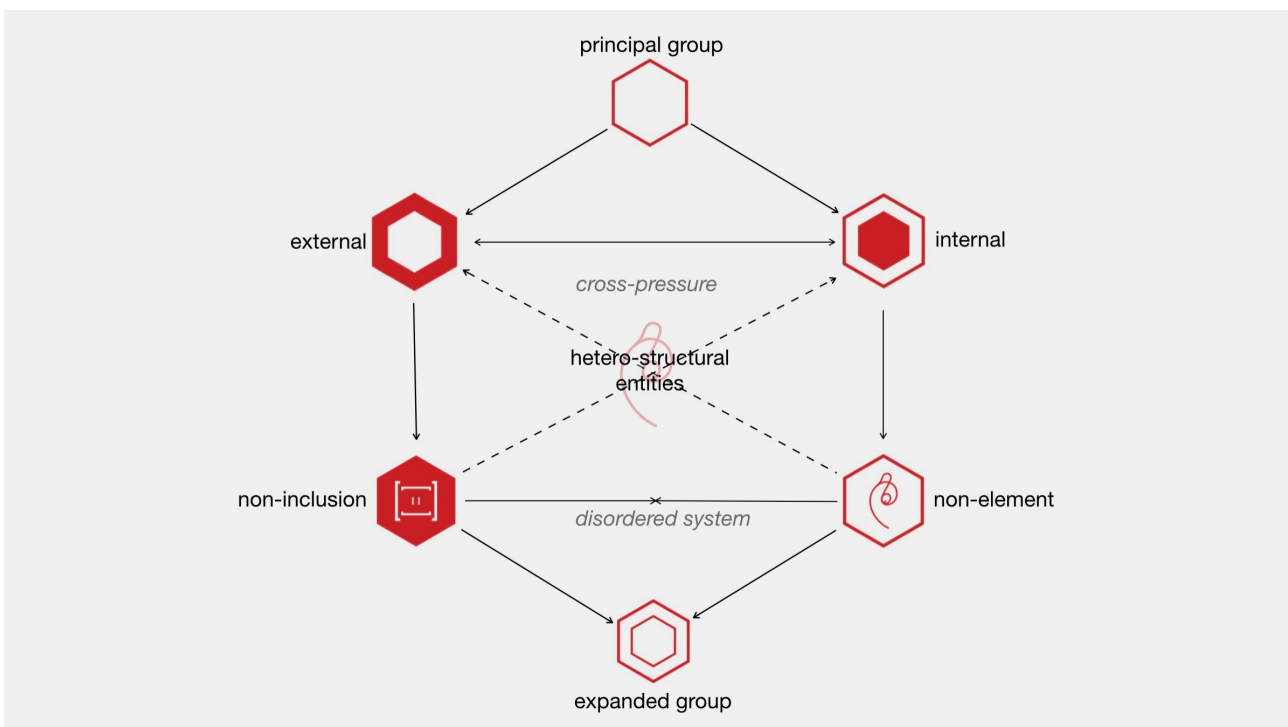 principal group
external
internal
cross-pressure
hetero-structural
entities
non-inclusion
non-element
disordered system
expanded group